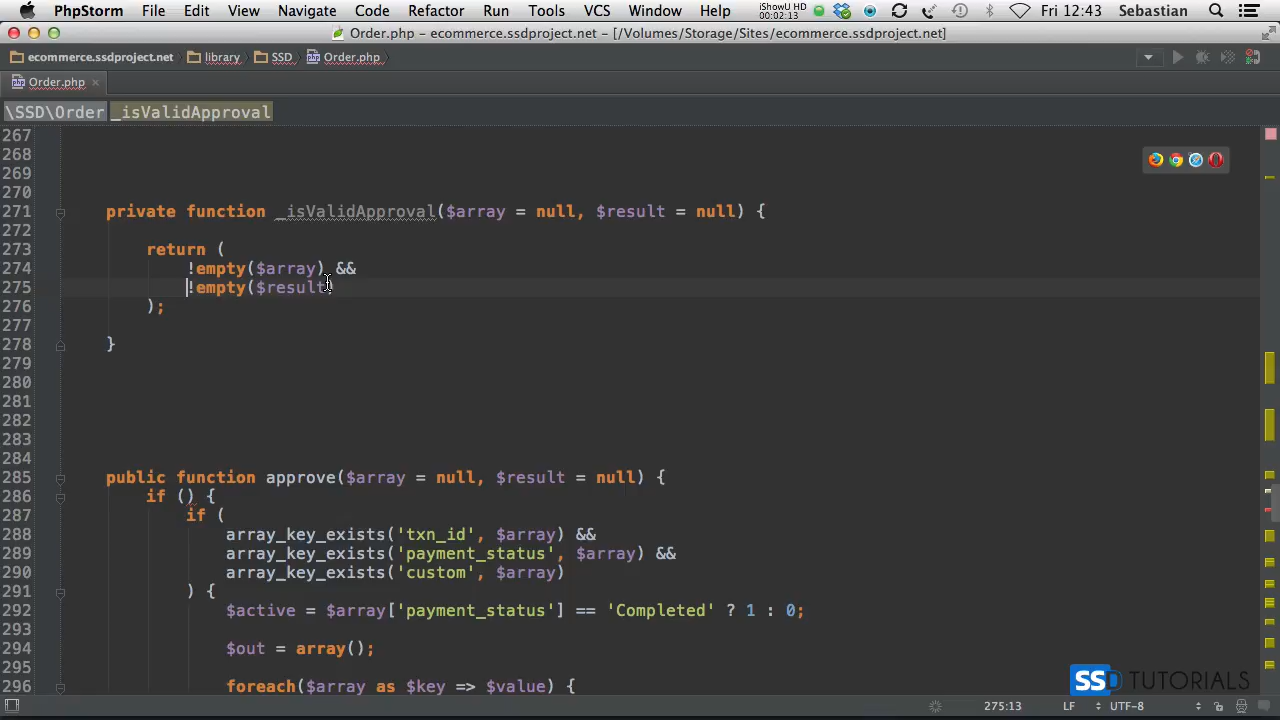 PhpStorm File Edit View Navigate Code Refactor Run Tools VCS Window Help iShowU HD 00:02:13 Fri 12:43 Sebastian
Order.php – ecommerce.ssdproject.net – [/Volumes/Storage/Sites/ecommerce.ssdproject.net]
ecommerce.ssdproject.net library SSD Order.php
Order.php
\SSD\Order _isValidApproval
267
268
269
270
271 private function _isValidApproval($array = null, $result = null) {
272
273 return (
274 !empty($array) &&
275 !empty($result)
276 );
277
278 }
279
280
281
282
283
284
285 public function approve($array = null, $result = null) {
286 if () {
287 if (
288 array_key_exists('txn_id', $array) &&
289 array_key_exists('payment_status', $array) &&
290 array_key_exists('custom', $array)
291 ) {
292 $active = $array['payment_status'] == 'Completed' ? 1 : 0;
293
294 $out = array();
295
296 foreach($array as $key => $value) {
SSD TUTORIALS
275:13 LF UTF-8